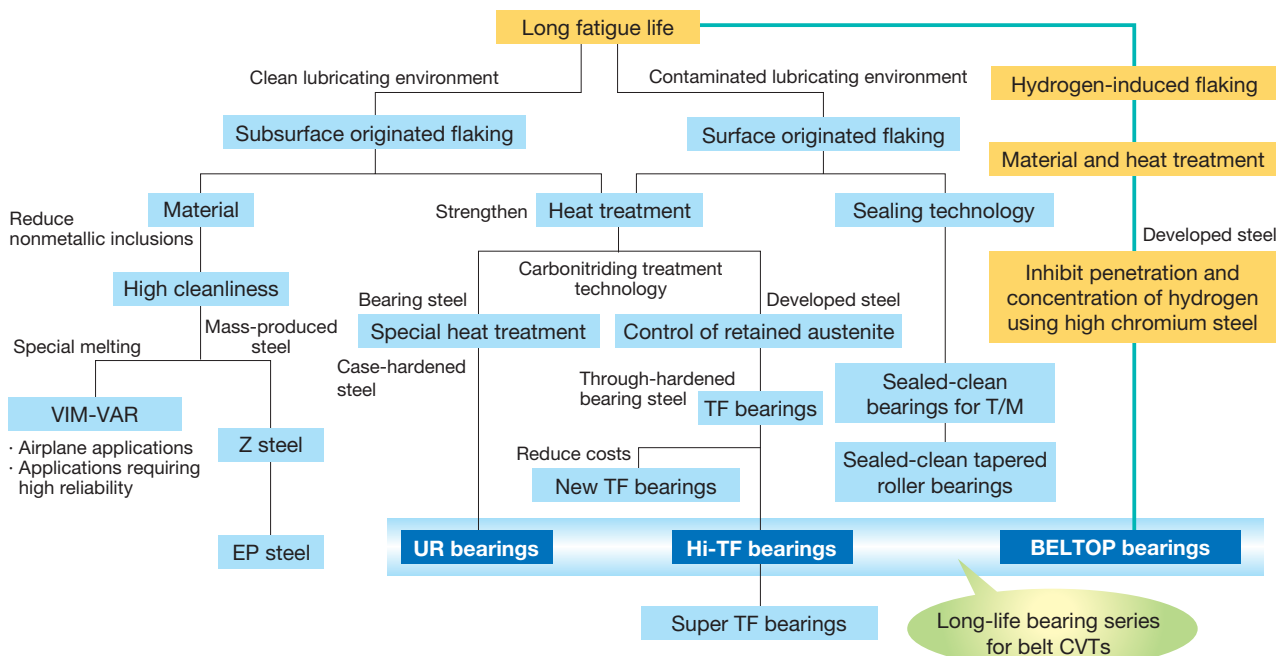 Long fatigue life
Clean lubricating environment
Contaminated lubricating environment
Hydrogen-induced flaking
Subsurface originated flaking
Surface originated flaking
Material and heat treatment
Reduce
nonmetallic inclusions
Material
Strengthen
Heat treatment
Sealing technology
Developed steel
High cleanliness
Carbonitriding treatment
technology
Inhibit penetration and
concentration of hydrogen
using high chromium steel
Bearing steel
Developed steel
Special melting
Mass-produced
steel
Special heat treatment
Control of retained austenite
Case-hardened
steel
Through-hardened
bearing steel
Sealed-clean
bearings for T/M
VIM-VAR
TF bearings
· Airplane applications
· Applications requiring
high reliability
Z steel
Reduce costs
New TF bearings
Sealed-clean tapered
roller bearings
EP steel
UR bearings
Hi-TF bearings
BELTOP bearings
Super TF bearings
Long-life bearing series
for belt CVTs